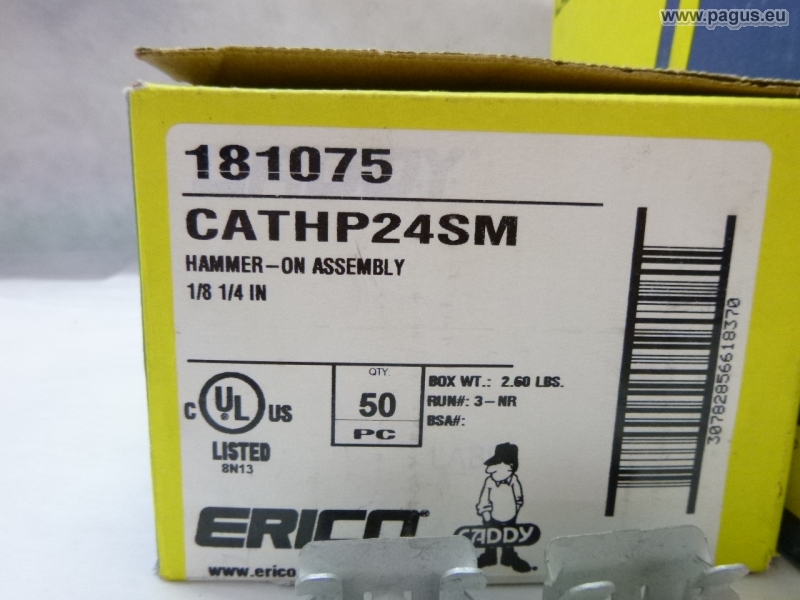 www.pagus.eu
181075
CATHP24SM
HAMMER-ON ASSEMBLY
1/8 1/4 IN
C UL US
LISTED
8N13
QTY.
50
PC
BOX WT.: 2.60 LBS.
RUN#: 3-NR
BSA#:
30782856618370
ERICO®
CADDY
www.erico.